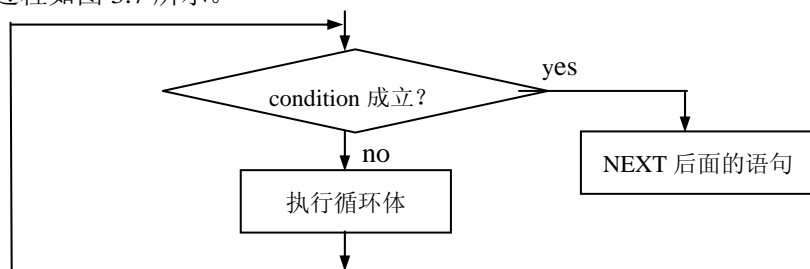 过程如图 3.7 所示。
yes
condition 成立？
no
NEXT 后面的语句
执行循环体